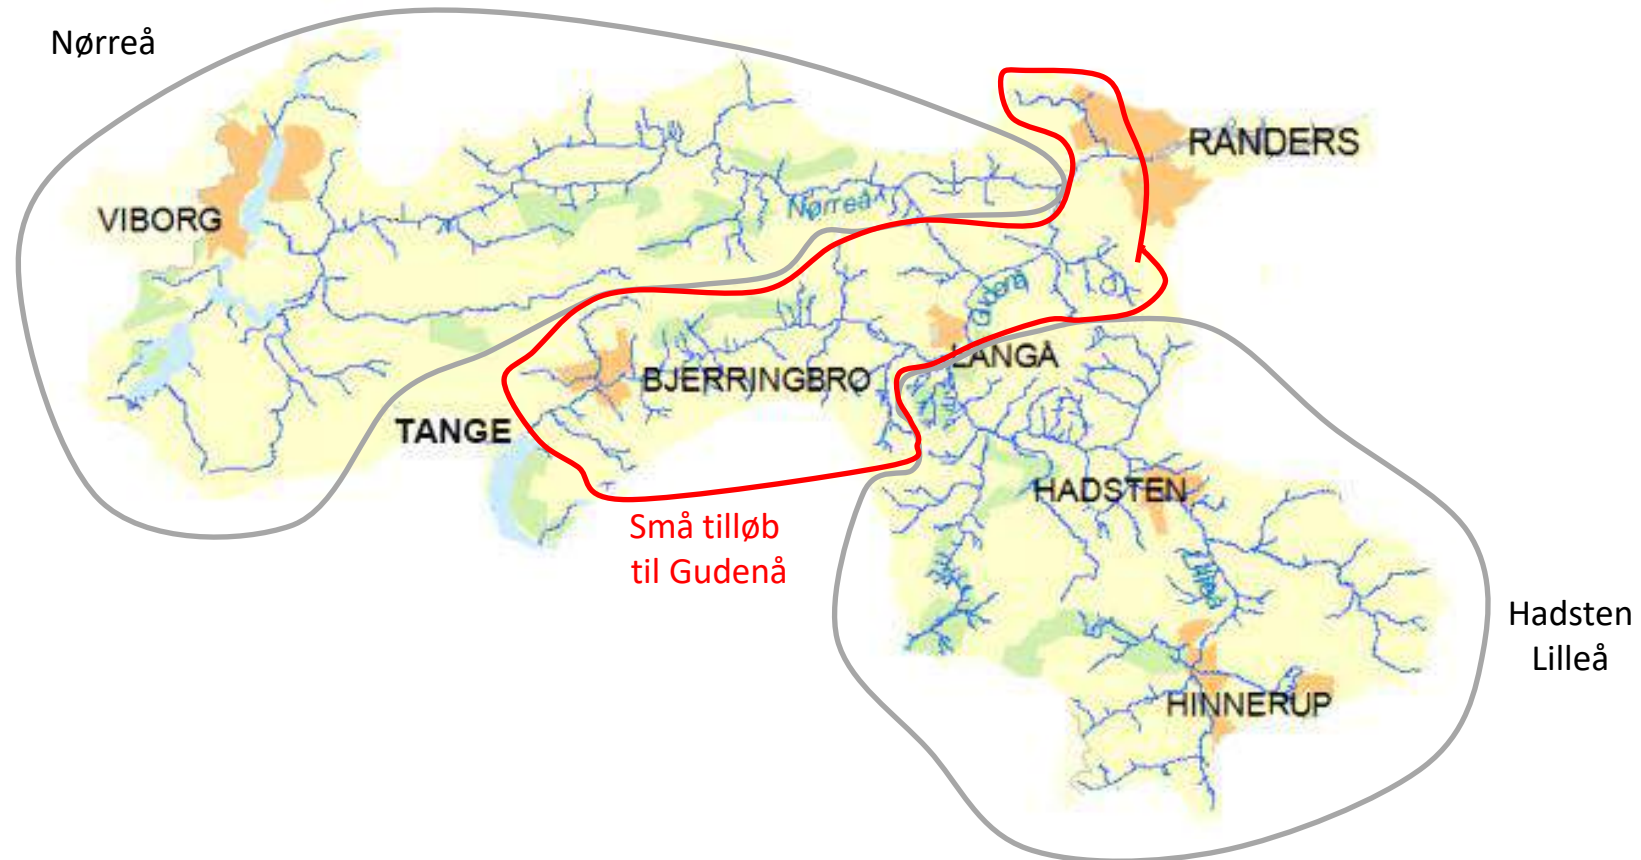 Nørreå
RANDERS
VIBORG
Nørreå
Gudenå
LANGÅ
BJERRINGBRO
TANGE
HADSTEN
Små tilløb
til Gudenå
Lilleå
Hadsten
Lilleå
HINNERUP